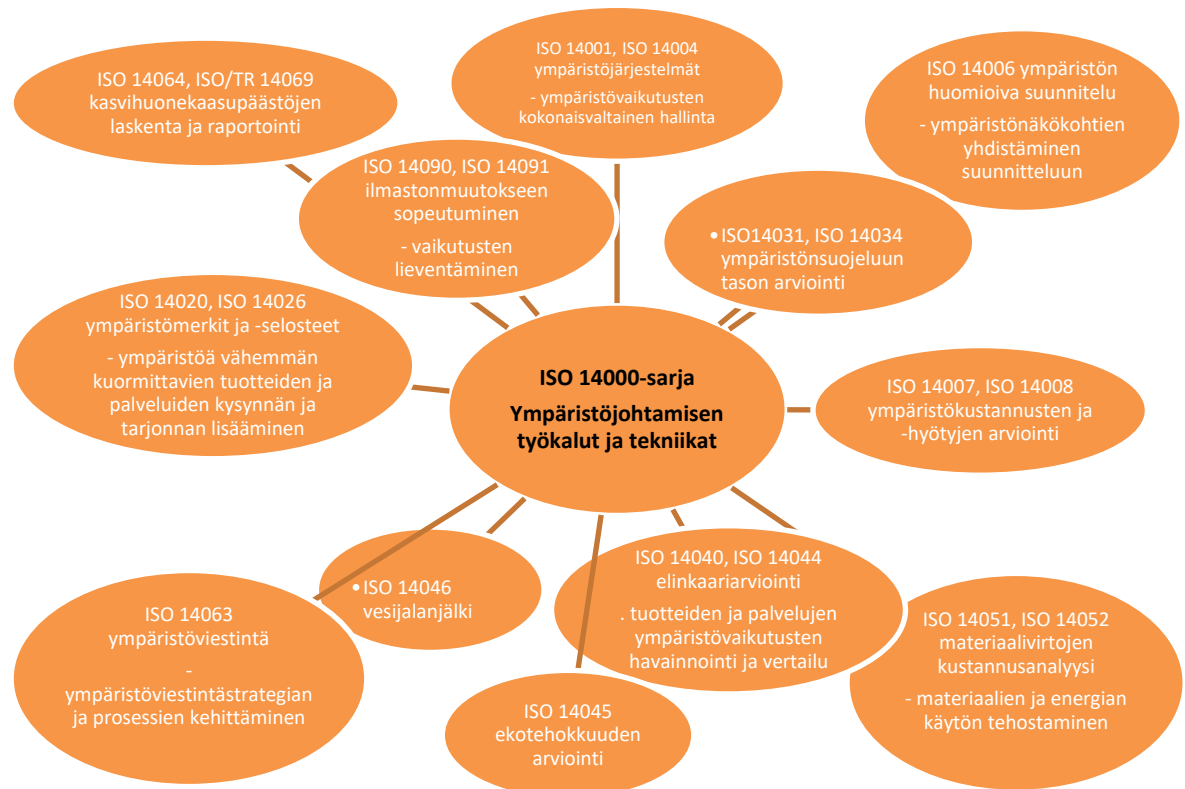 ISO 14064, ISO/TR 14069
kasvihuonekaasupäästöjen
laskenta ja raportointi
ISO 14001, ISO 14004
ympäristöjärjestelmät
- ympäristövaikutusten
kokonaisvaltainen hallinta
ISO 14006 ympäristön
huomioiva suunnitelu
- ympäristönäkökohtien
yhdistäminen
suunnitteluun
ISO 14090, ISO 14091
ilmastonmuutokseen
sopeutuminen
- vaikutusten
lieventäminen
•ISO14031, ISO 14034
ympäristönsuojeluun
tason arviointi
ISO 14020, ISO 14026
ympäristömerkit ja -selosteet
- ympäristöä vähemmän
kuormittavien tuotteiden ja
palveluiden kysynnän ja
tarjonnan lisääminen
ISO 14000-sarja
Ympäristöjohtamisen
työkalut ja tekniikat
ISO 14007, ISO 14008
ympäristökustannusten ja
-hyötyjen arviointi
ISO 14063
ympäristöviestintä
-
ympäristöviestintästrategian
ja prosessien kehittäminen
•ISO 14046
vesijalanjälki
ISO 14045
ekotehokkuuden
arviointi
ISO 14040, ISO 14044
elinkaariarviointi
. tuotteiden ja palvelujen
ympäristövaikutusten
havainnointi ja vertailu
ISO 14051, ISO 14052
materiaalivirtojen
kustannusanalyysi
- materiaalien ja energian
käytön tehostaminen